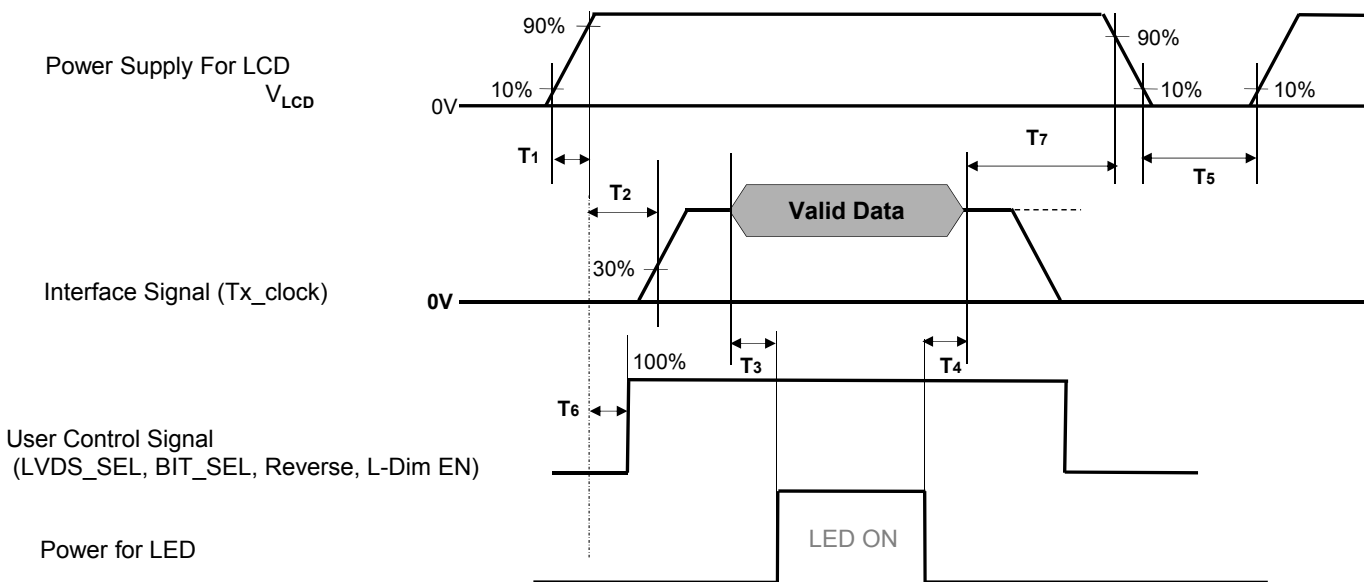 90%
90%
Power Supply For LCD
VLCD
10%
10%
10%
0V
T1
T7
T2
T5
Valid Data
30%
Interface Signal (Tx_clock)
0V
100%
T3
T4
T6
User Control Signal
(LVDS_SEL, BIT_SEL, Reverse, L-Dim EN)
LED ON
Power for LED